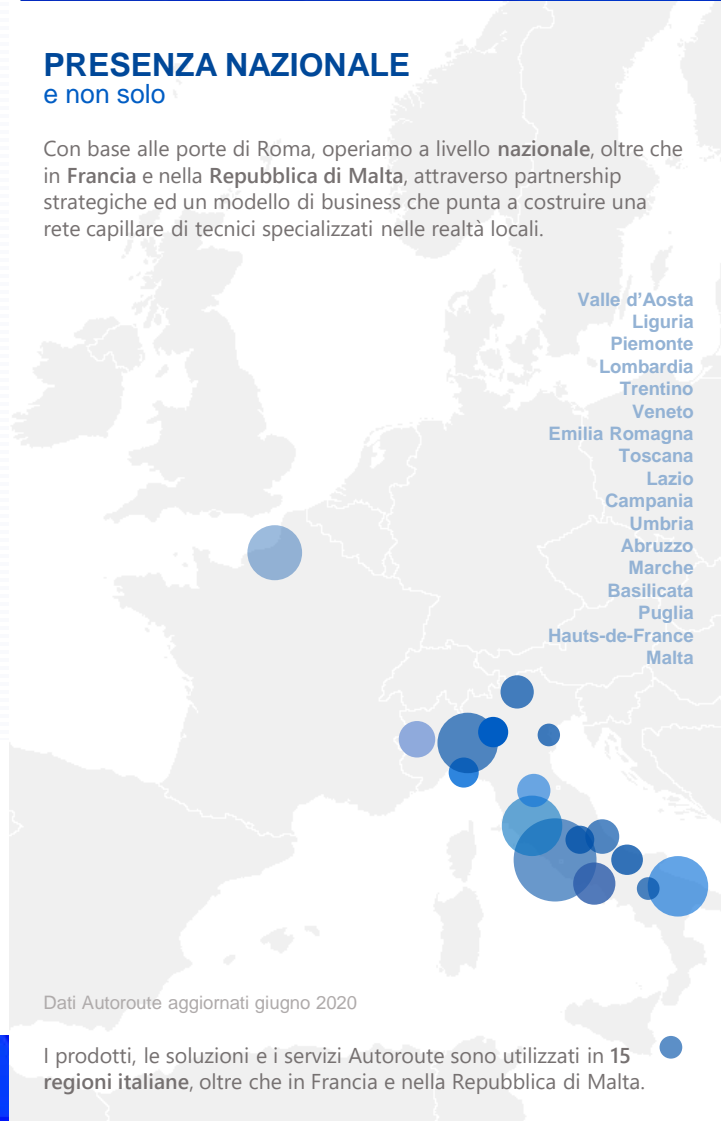 PRESENZA NAZIONALE
e non solo
Con base alle porte di Roma, operiamo a livello nazionale, oltre che
in Francia e nella Repubblica di Malta, attraverso partnership
strategiche ed un modello di business che punta a costruire una
rete capillare di tecnici specializzati nelle realtà locali.
Valle d'Aosta
Liguria
Piemonte
Lombardia
Trentino
Veneto
Emilia Romagna
Toscana
Lazio
Campania
Umbria
Abruzzo
Marche
Basilicata
Puglia
Hauts-de-France
Malta
Dati Autoroute aggiornati giugno 2020
I prodotti, le soluzioni e i servizi Autoroute sono utilizzati in 15
regioni italiane, oltre che in Francia e nella Repubblica di Malta.